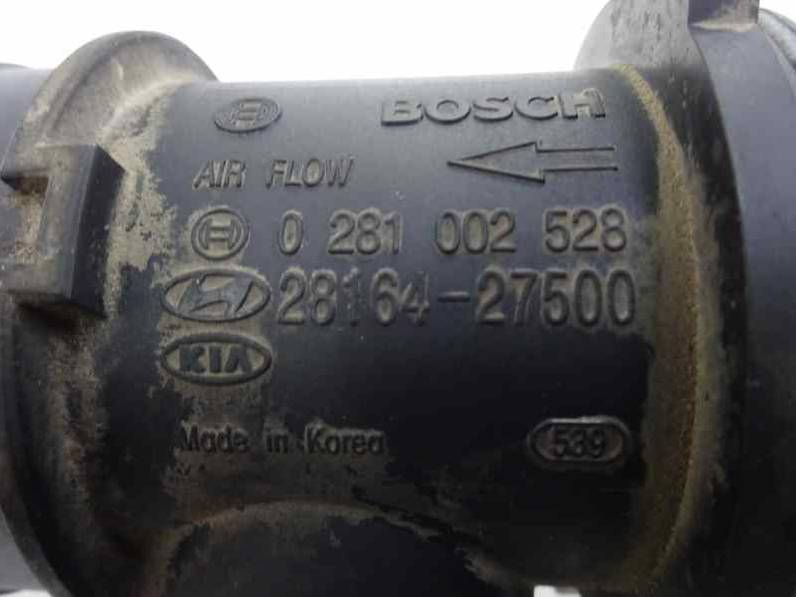 BOSCH
AIR FLOW
0 281 002 528
28164-27500
KIA
Made in Korea
539